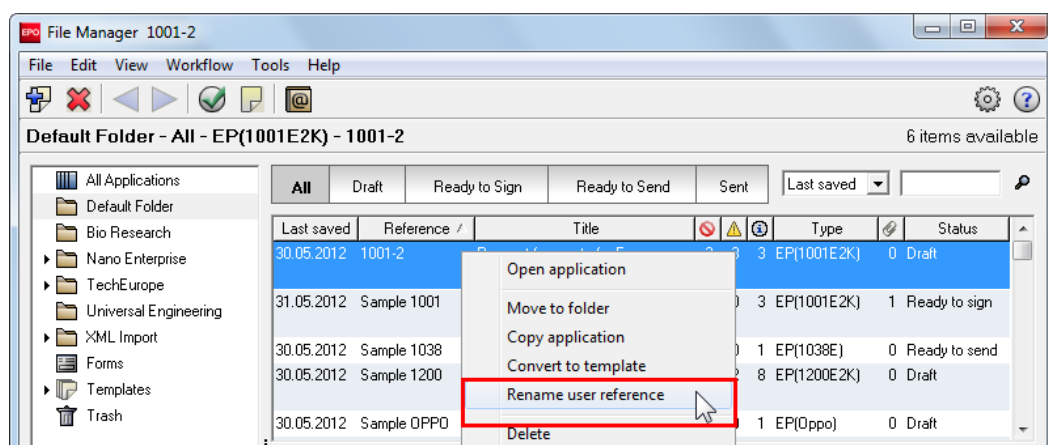 EPO File Manager 1001-2
File Edit View Workflow Tools Help
Default Folder - All - EP(1001E2K) - 1001-2
6 items available
All Applications
Default Folder
Bio Research
Nano Enterprise
TechEurope
Universal Engineering
XML Import
Forms
Templates
Trash
All Draft Ready to Sign Ready to Send Sent Last saved
Last saved Reference Title Type Status
30.05.2012 1001-2 3 EP(1001E2K) 0 Draft
31.05.2012 Sample 1001 3 EP(1001E2K) 1 Ready to sign
30.05.2012 Sample 1038 1 EP(1038E) 0 Ready to send
30.05.2012 Sample 1200 8 EP(1200E2K) 0 Draft
30.05.2012 Sample OPPO 1 EP(Oppo) 0 Draft
Open application
Move to folder
Copy application
Convert to template
Rename user reference
Delete